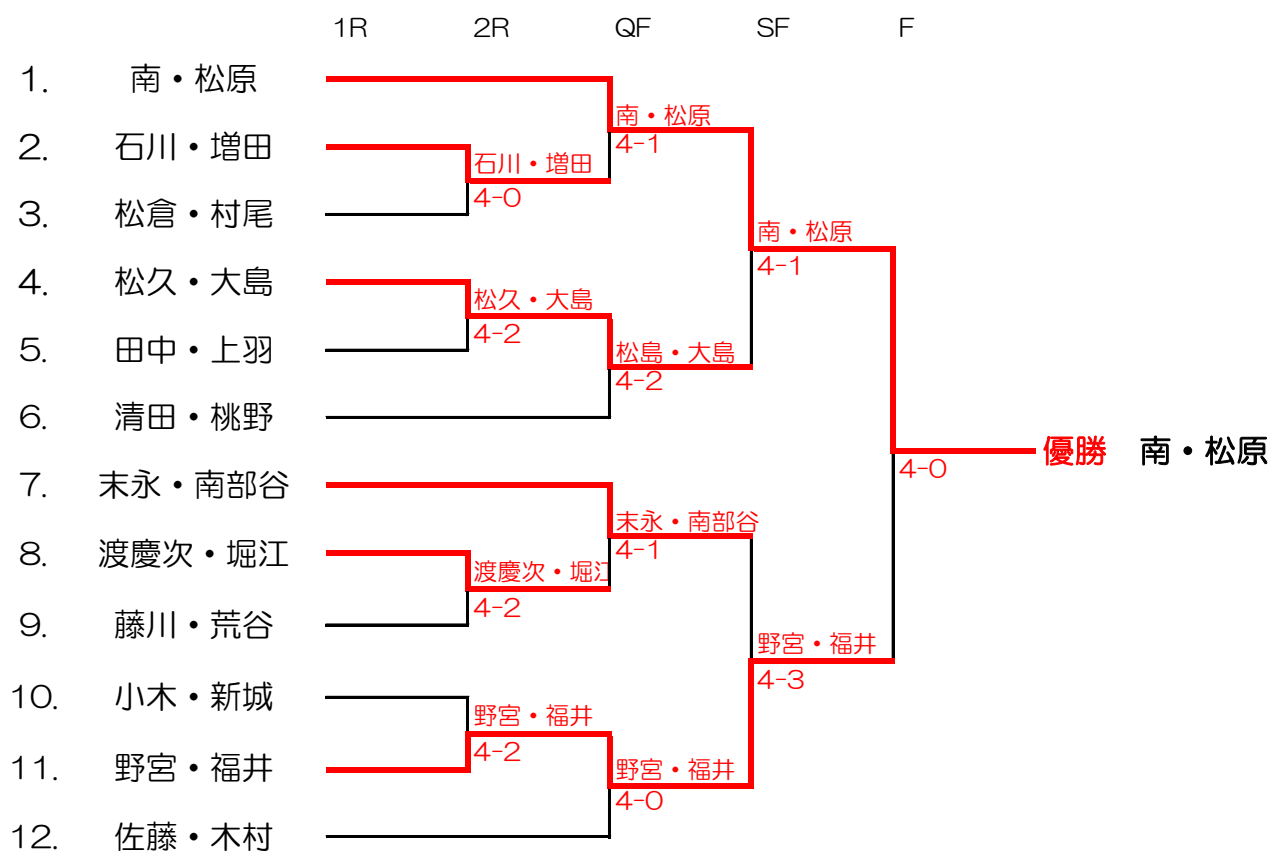 1R 2R QF SF F
1. 南・松原
南・松原
4-1
2. 石川・増田
石川・増田
4-0
3. 松倉・村尾
南・松原
4-1
4. 松久・大島
松久・大島
4-2
5. 田中・上羽
松島・大島
4-2
6. 清田・桃野
優勝 南・松原
4-0
7. 末永・南部谷
末永・南部谷
4-1
8. 渡慶次・堀江
渡慶次・堀江
4-2
9. 藤川・荒谷
野宮・福井
4-3
10. 小木・新城
野宮・福井
4-2
11. 野宮・福井
野宮・福井
4-0
12. 佐藤・木村